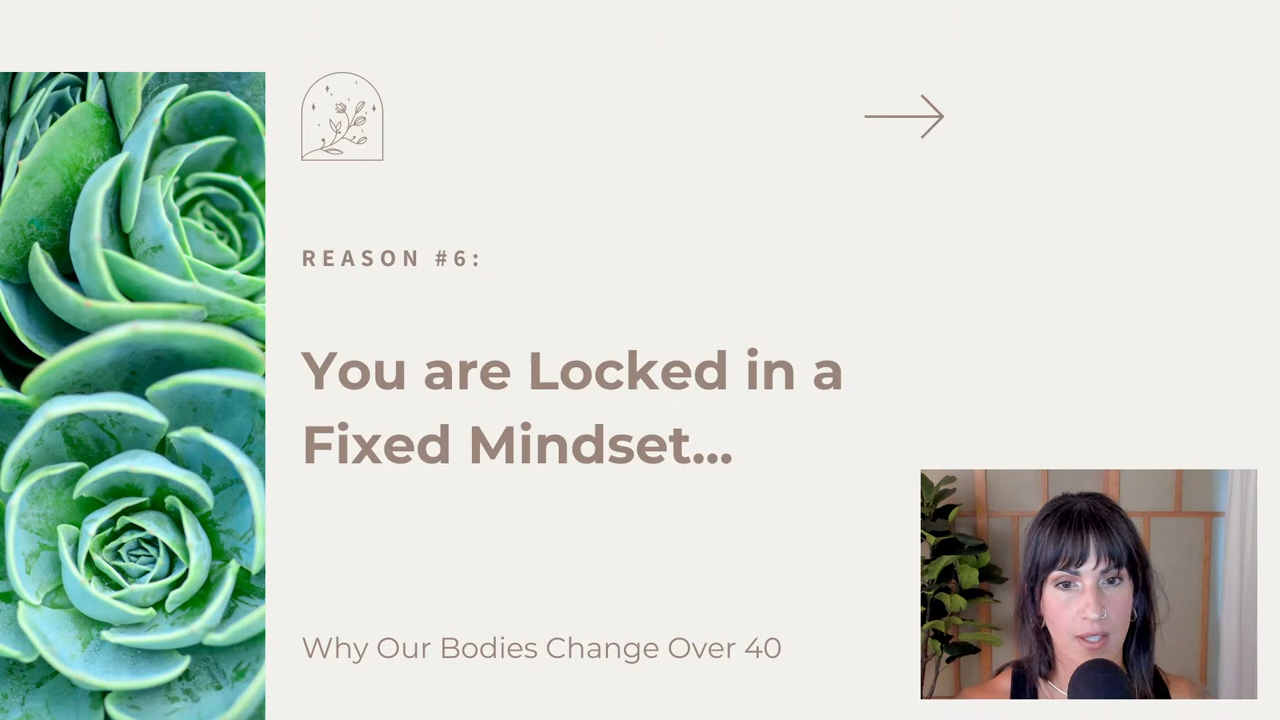 REASON #6:
You are Locked in a
Fixed Mindset...
Why Our Bodies Change Over 40